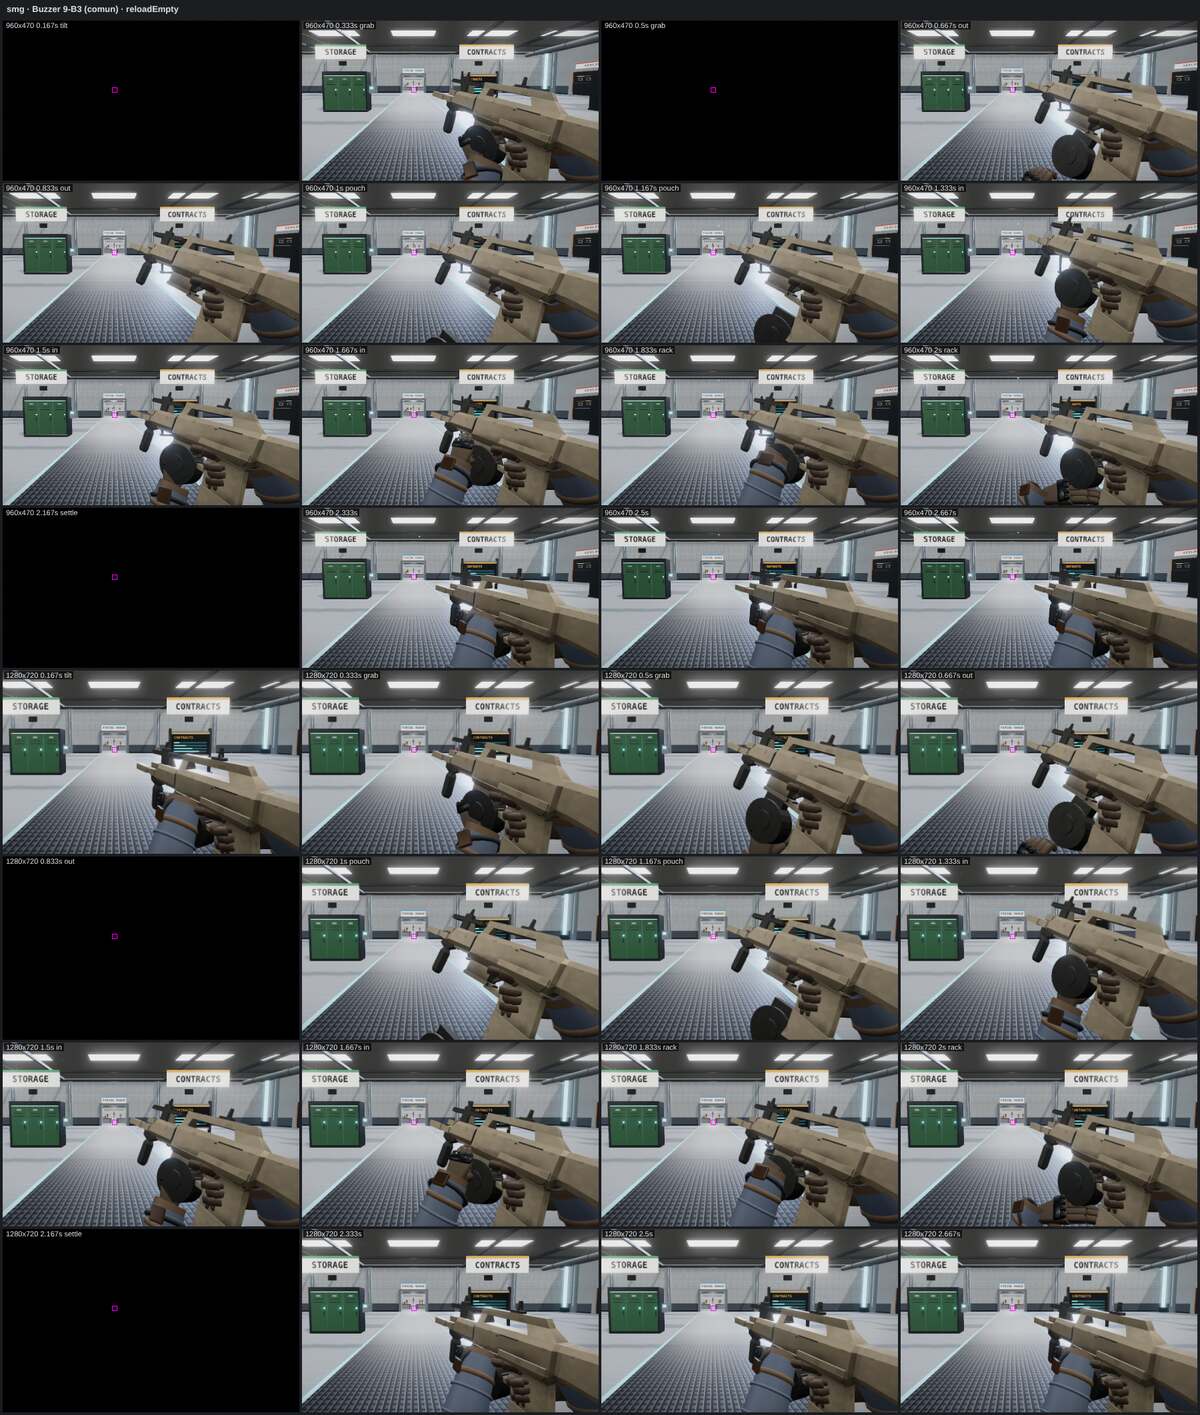 smg · Buzzer 9-B3 (comun) · reloadEmpty
960x470 0.167s tilt
960x470 0.333s grab
STORAGE
CONTRACTS
960x470 0.5s grab
960x470 0.667s out
STORAGE
CONTRACTS
960x470 0.833s out
STORAGE
CONTRACTS
960x470 1s pouch
STORAGE
CONTRACTS
960x470 1.167s pouch
STORAGE
CONTRACTS
960x470 1.333s in
STORAGE
CONTRACTS
960x470 1.5s in
STORAGE
CONTRACTS
960x470 1.667s in
STORAGE
CONTRACTS
960x470 1.833s rack
STORAGE
CONTRACTS
960x470 2s rack
STORAGE
CONTRACTS
960x470 2.167s settle
960x470 2.333s
STORAGE
CONTRACTS
960x470 2.5s
STORAGE
CONTRACTS
960x470 2.667s
STORAGE
CONTRACTS
1280x720 0.167s tilt
STORAGE
CONTRACTS
CONTRACTS
1280x720 0.333s grab
STORAGE
CONTRACTS
1280x720 0.5s grab
STORAGE
CONTRACTS
1280x720 0.667s out
STORAGE
CONTRACTS
1280x720 0.833s out
1280x720 1s pouch
STORAGE
CONTRACTS
1280x720 1.167s pouch
STORAGE
CONTRACTS
1280x720 1.333s in
STORAGE
CONTRACTS
1280x720 1.5s in
STORAGE
CONTRACTS
1280x720 1.667s in
STORAGE
CONTRACTS
1280x720 1.833s rack
STORAGE
CONTRACTS
1280x720 2s rack
STORAGE
CONTRACTS
1280x720 2.167s settle
1280x720 2.333s
STORAGE
CONTRACTS
1280x720 2.5s
STORAGE
CONTRACTS
1280x720 2.667s
STORAGE
CONTRACTS